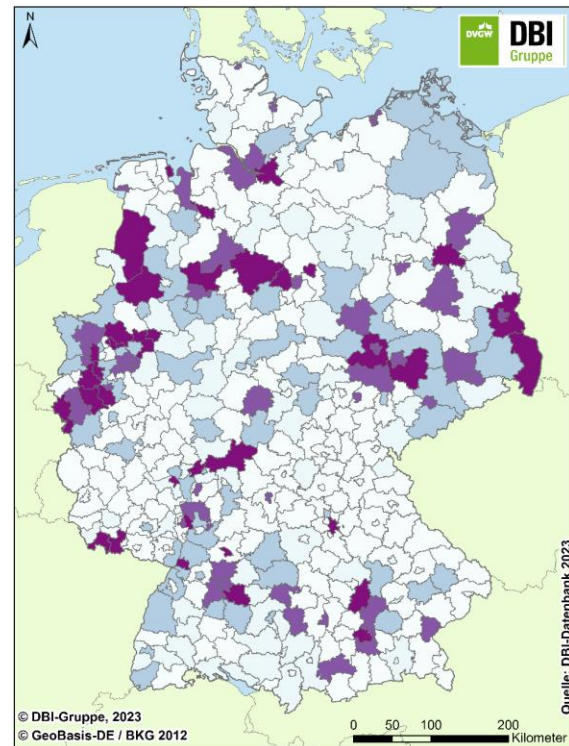 N
DVGW
DBI
Gruppe
Quelle: DBI-Datenbank 2023
© DBI-Gruppe, 2023
© GeoBasis-DE / BKG 2012
0 50 100 200
Kilometer